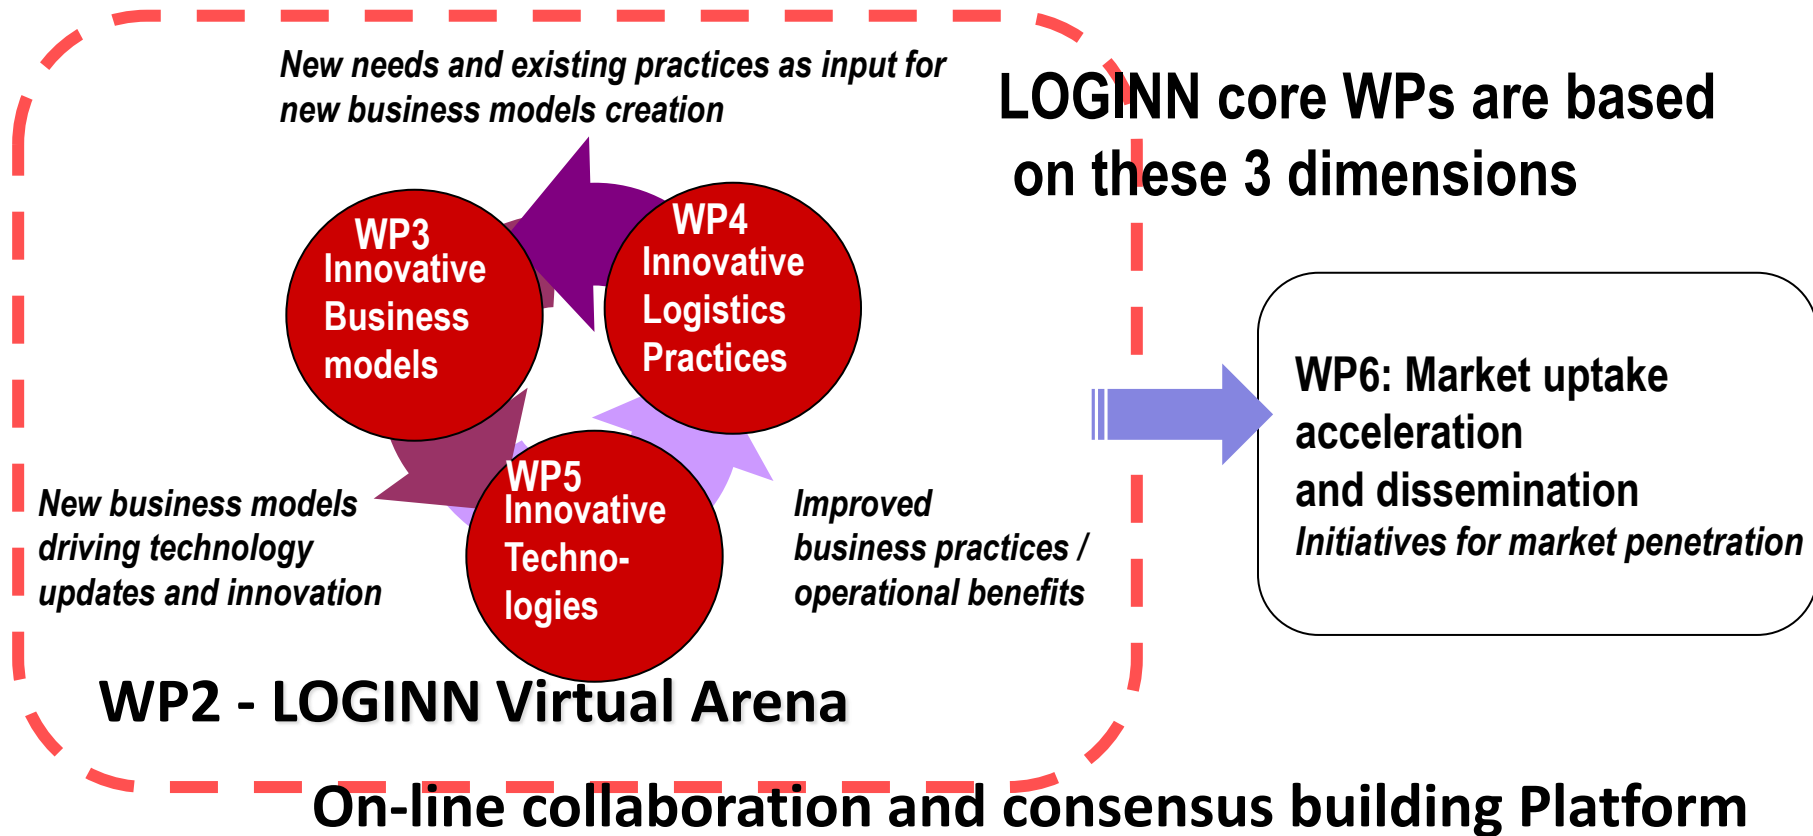 New needs and existing practices as input for
new business models creation
LOGINN core WPs are based
on these 3 dimensions
WP3
Innovative
Business
models
WP4
Innovative
Logistics
Practices
WP5
Innovative
Techno-
logies
New business models
driving technology
updates and innovation
Improved
business practices /
operational benefits
WP6: Market uptake
acceleration
and dissemination
Initiatives for market penetration
WP2 - LOGINN Virtual Arena
On-line collaboration and consensus building Platform